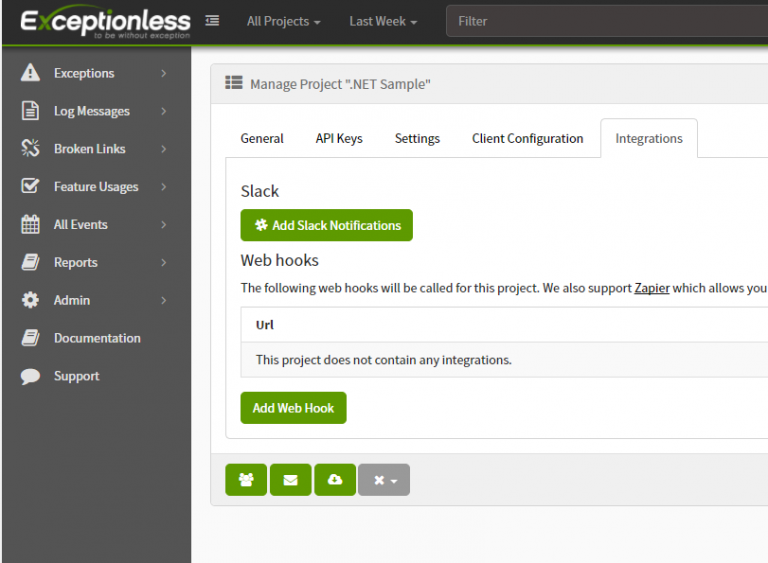 Exceptionless
to be without exception
All Projects
Last Week
Filter
Exceptions
Log Messages
Broken Links
Feature Usages
All Events
Reports
Admin
Documentation
Support
Manage Project ".NET Sample"
General
API Keys
Settings
Client Configuration
Integrations
Slack
Add Slack Notifications
Web hooks
The following web hooks will be called for this project. We also support Zapier which allows you
Url
This project does not contain any integrations.
Add Web Hook